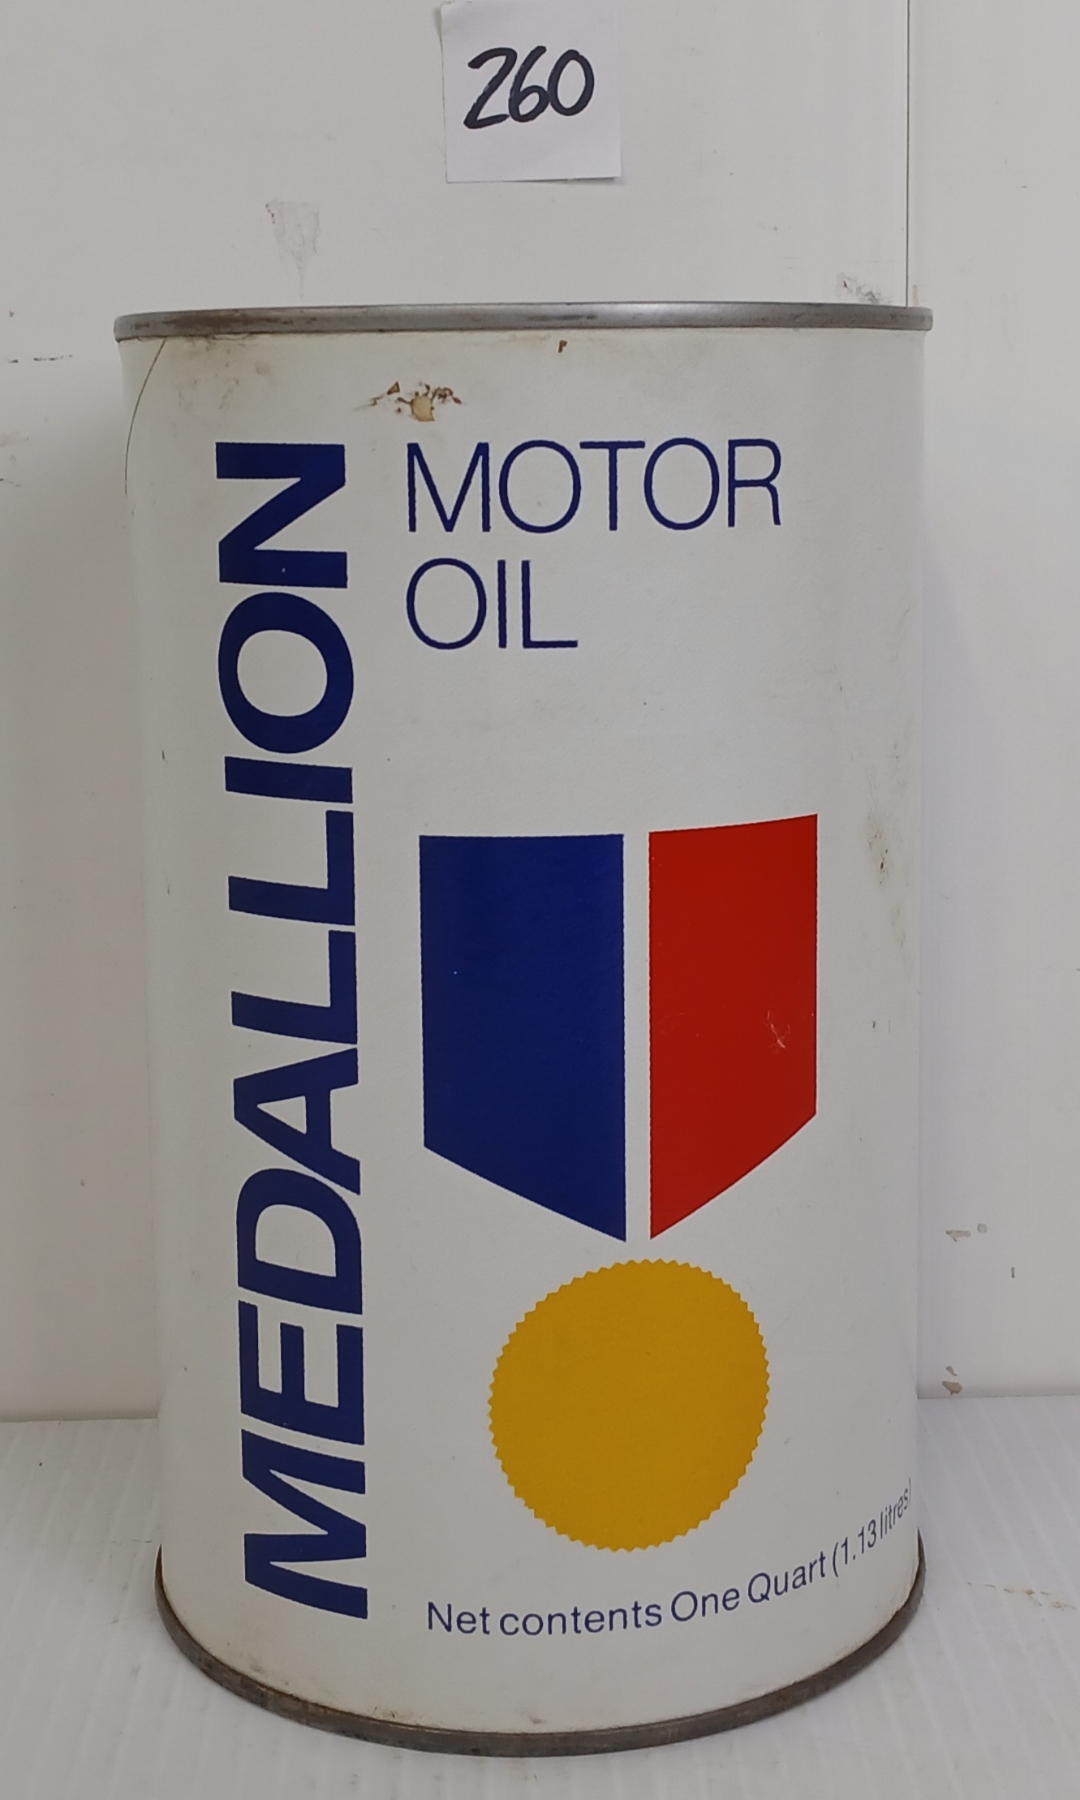 260
MEDALLION
MOTOR
OIL
Net contents One Quart (1.13 litres)